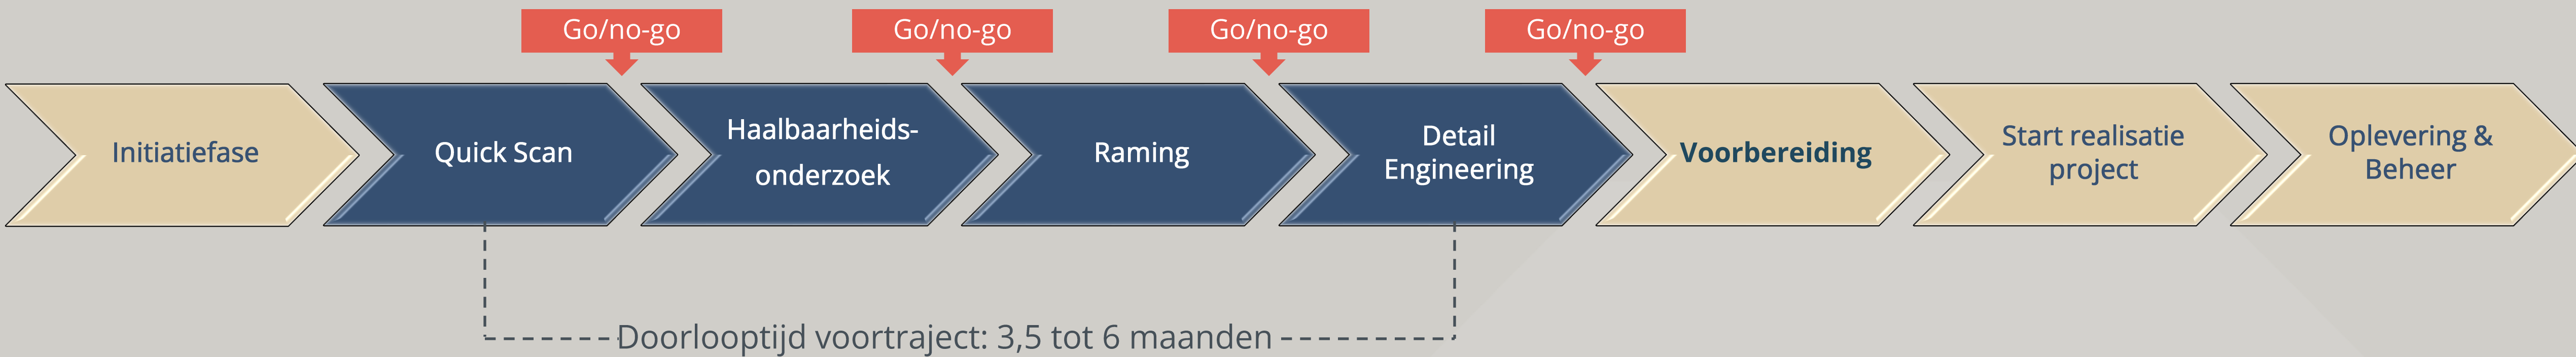 Go/no-go
Go/no-go
Go/no-go
Go/no-go
Initiatiefase
Quick Scan
Haalbaarheids-
onderzoek
Raming
Detail
Engineering
Voorbereiding
Start realisatie
project
Oplevering &
Beheer
Doorlooptijd voortraject: 3,5 tot 6 maanden